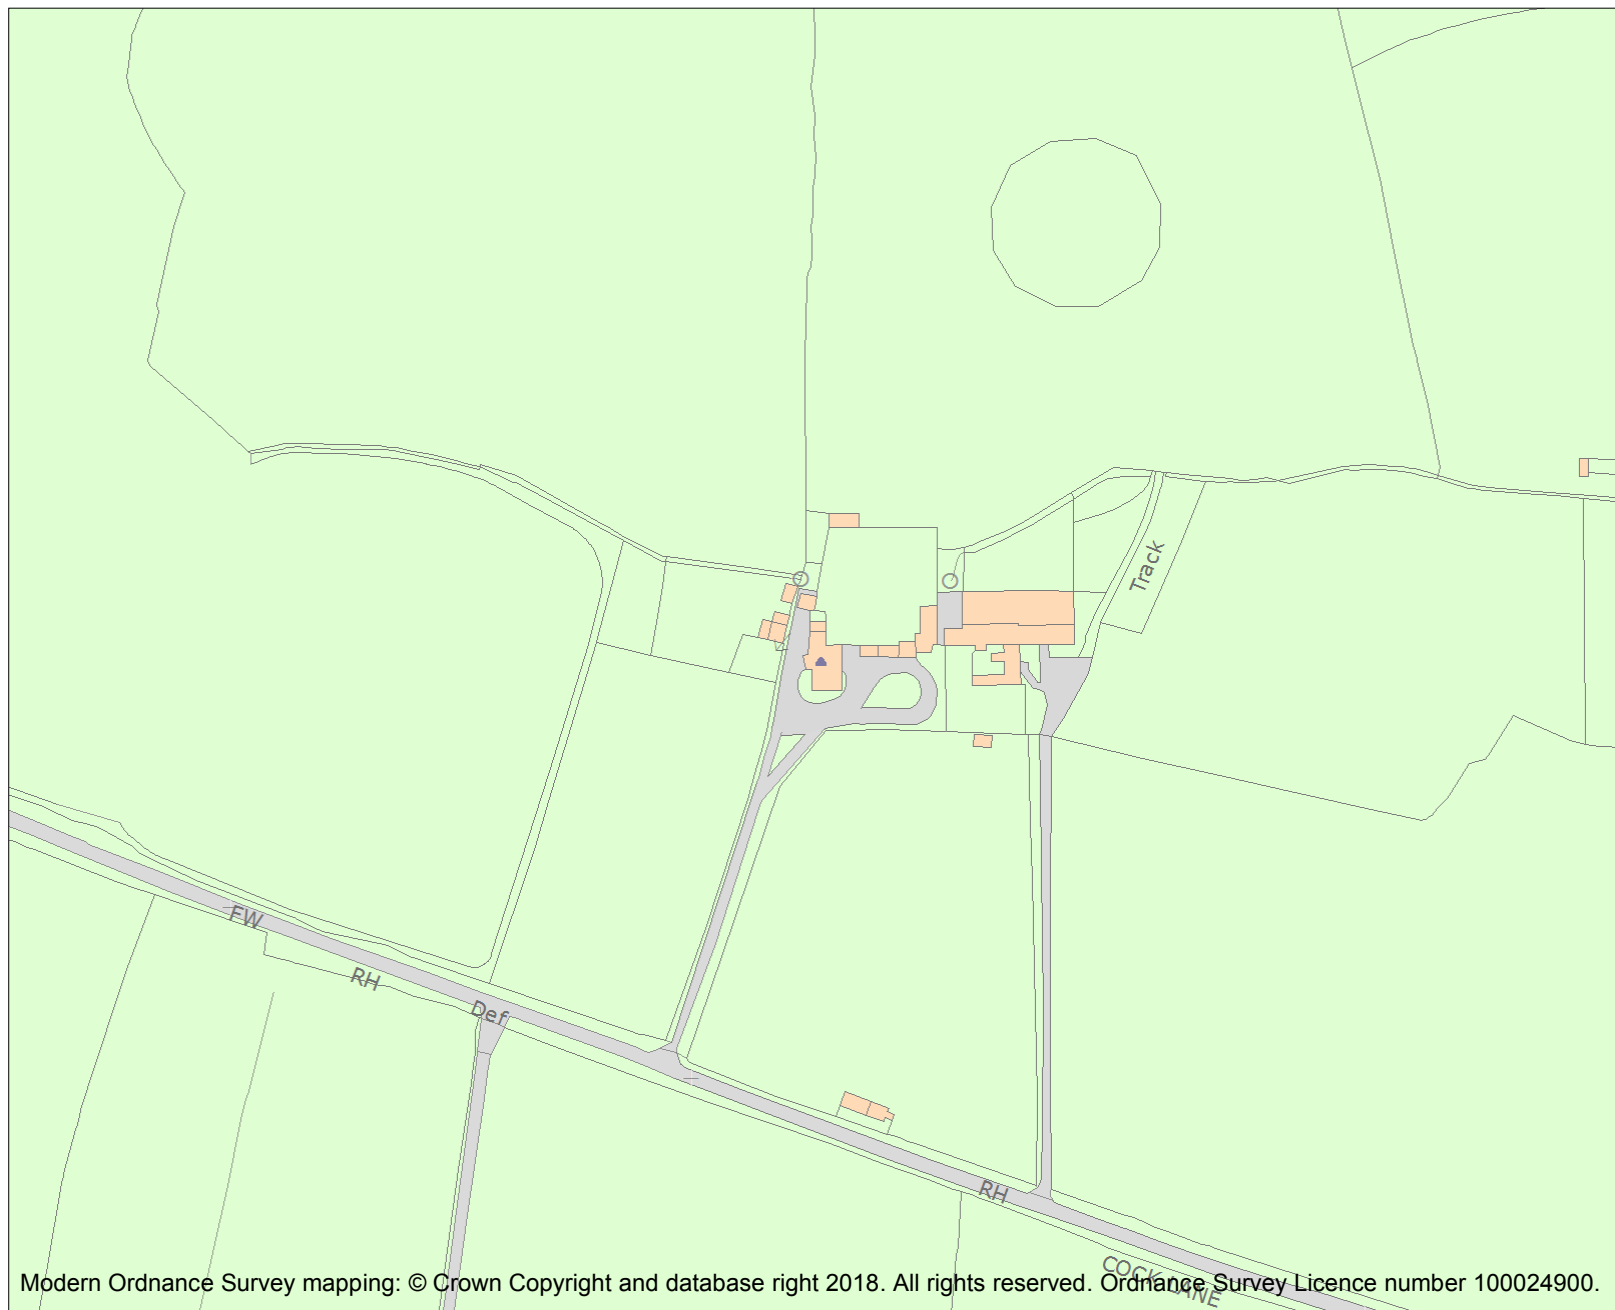 Track
FW
RH
Def
RH
COCK LANE
Modern Ordnance Survey mapping: © Crown Copyright and database right 2018. All rights reserved. Ordnance Survey Licence number 100024900.